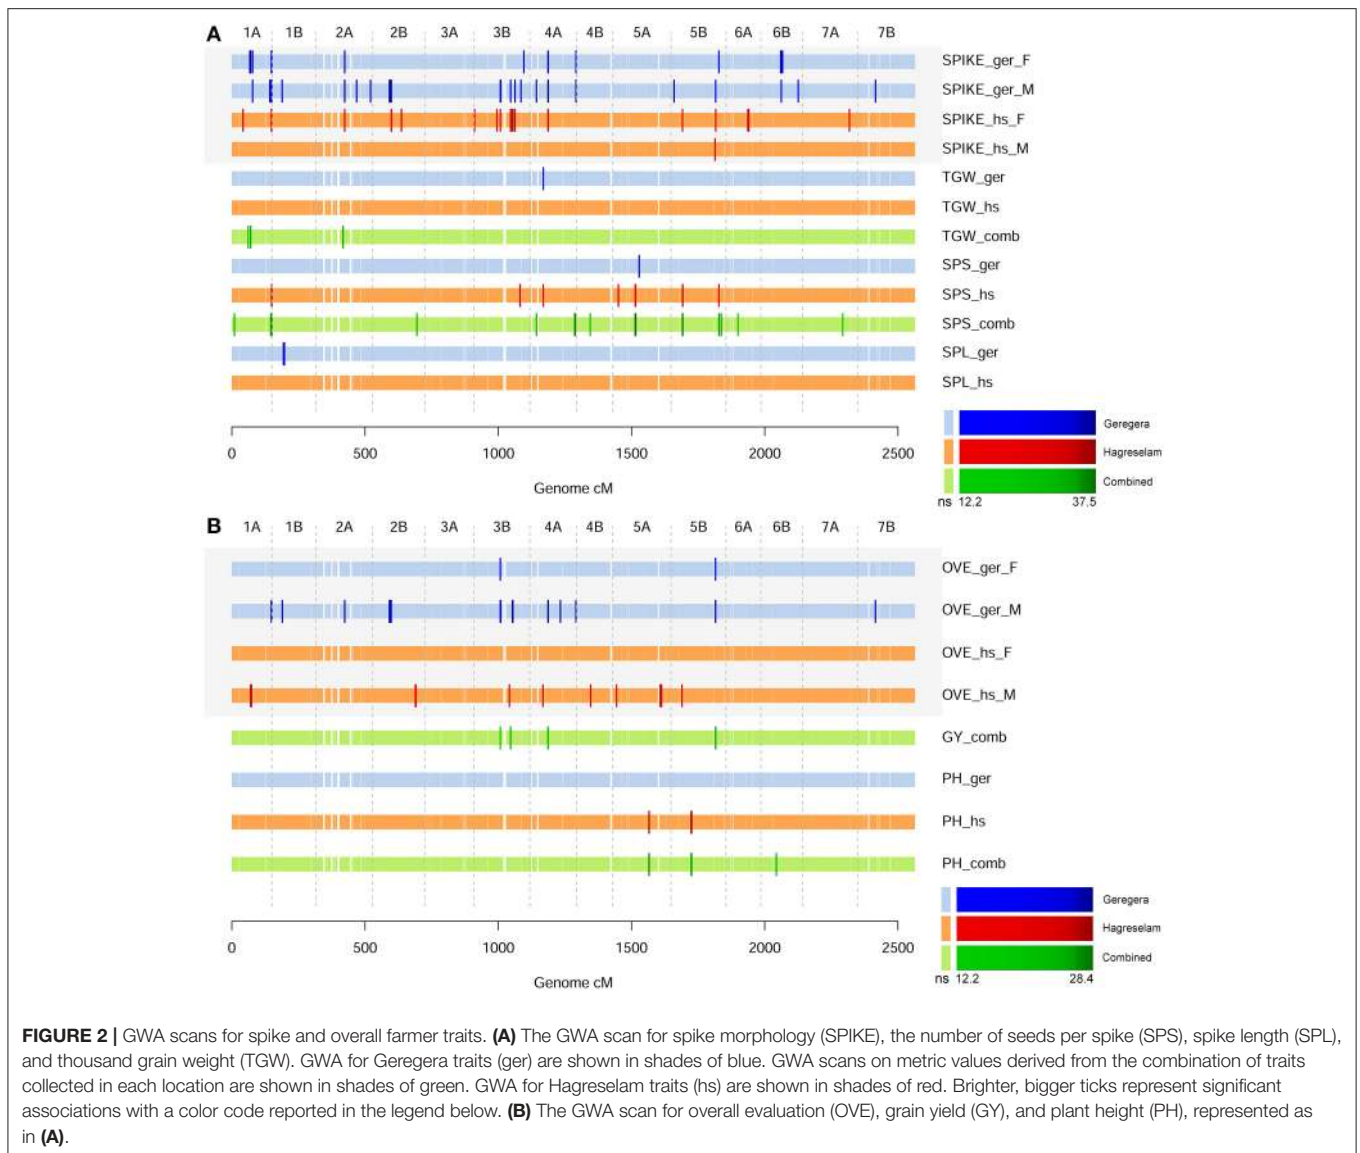 A
1A 1B 2A 2B 3A 3B 4A 4B 5A 5B 6A 6B 7A 7B
SPIKE_ger_F
SPIKE_ger_M
SPIKE_hs_F
SPIKE_hs_M
TGW_ger
TGW_hs
TGW_comb
SPS_ger
SPS_hs
SPS_comb
SPL_ger
SPL_hs
0 500 1000 1500 2000 2500
Genome cM
Geregera
Hagreselam
Combined
ns 12.2 37.5
B
1A 1B 2A 2B 3A 3B 4A 4B 5A 5B 6A 6B 7A 7B
OVE_ger_F
OVE_ger_M
OVE_hs_F
OVE_hs_M
GY_comb
PH_ger
PH_hs
PH_comb
0 500 1000 1500 2000 2500
Genome cM
Geregera
Hagreselam
Combined
ns 12.2 28.4
FIGURE 2 | GWA scans for spike and overall farmer traits. (A) The GWA scan for spike morphology (SPIKE), the number of seeds per spike (SPS), spike length (SPL),
and thousand grain weight (TGW). GWA for Geregera traits (ger) are shown in shades of blue. GWA scans on metric values derived from the combination of traits
collected in each location are shown in shades of green. GWA for Hagreselam traits (hs) are shown in shades of red. Brighter, bigger ticks represent significant
associations with a color code reported in the legend below. (B) The GWA scan for overall evaluation (OVE), grain yield (GY), and plant height (PH), represented as
in (A).